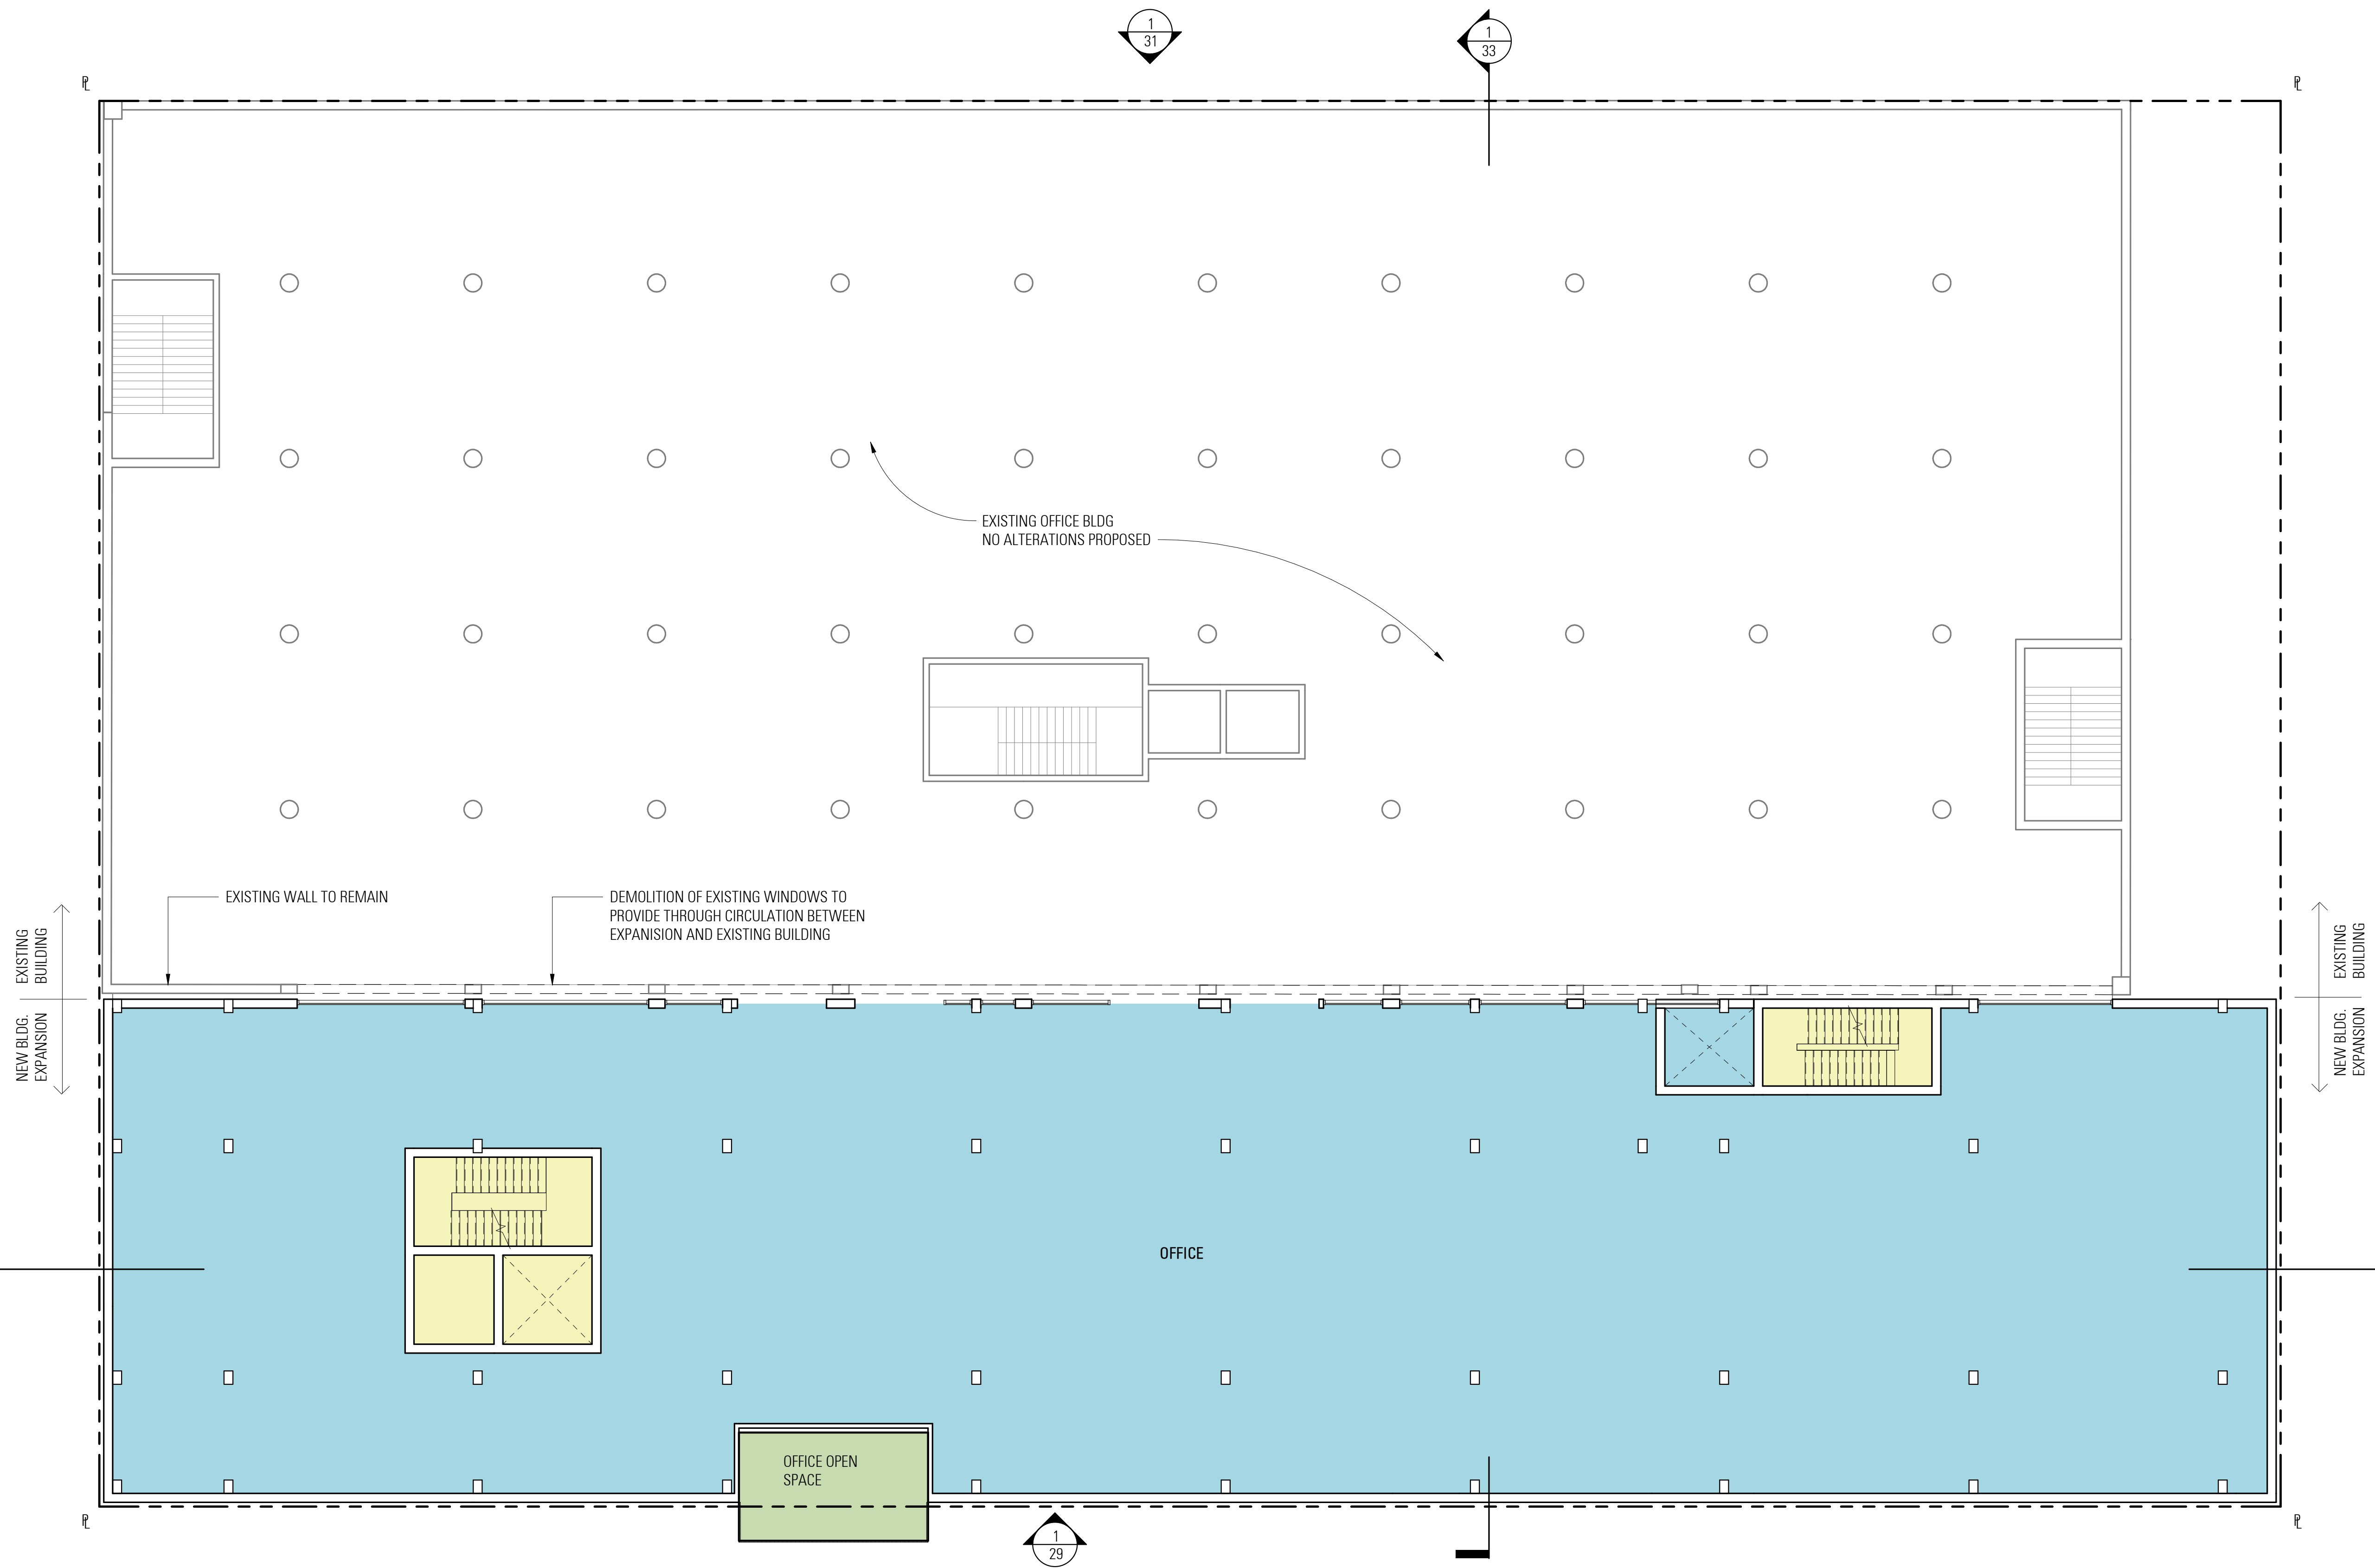 1
31
1
33
PL
PL
EXISTING OFFICE BLDG
NO ALTERATIONS PROPOSED
EXISTING WALL TO REMAIN
DEMOLITION OF EXISTING WINDOWS TO
PROVIDE THROUGH CIRCULATION BETWEEN
EXPANISION AND EXISTING BUILDING
EXISTING
BUILDING
NEW BLDG.
EXPANSION
EXISTING
BUILDING
NEW BLDG.
EXPANSION
OFFICE
OFFICE OPEN
SPACE
PL
PL
1
29